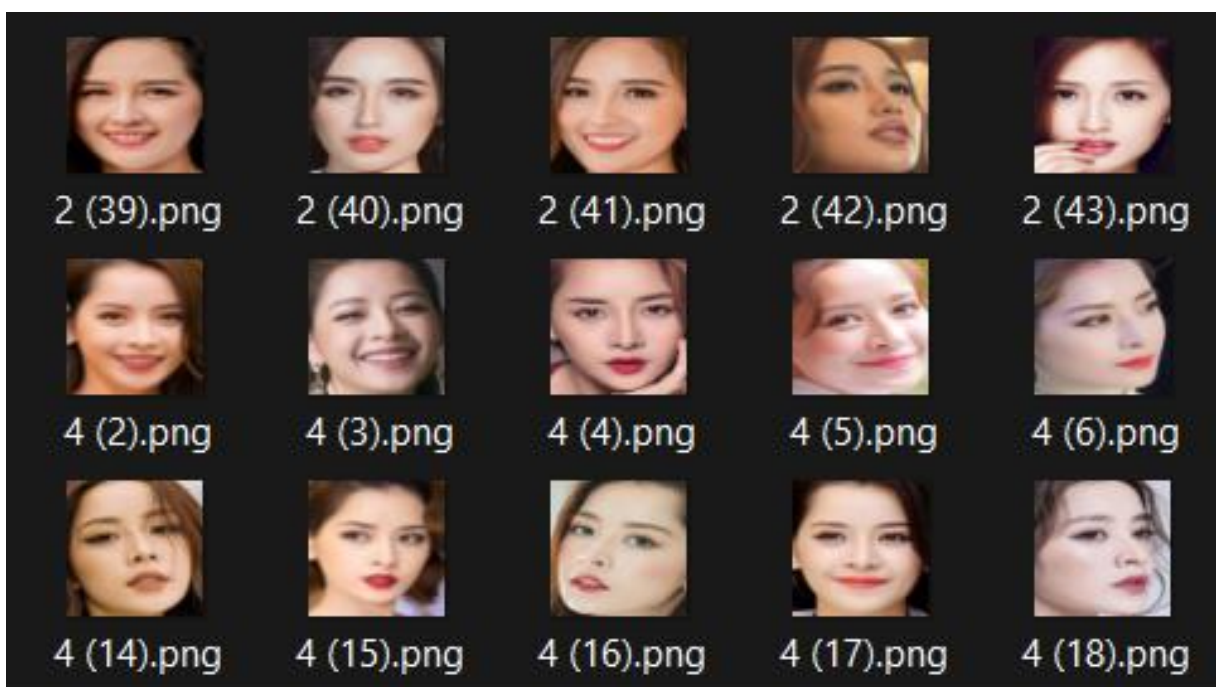 2 (39).png 2 (40).png 2 (41).png 2 (42).png 2 (43).png
4 (2).png 4 (3).png 4 (4).png 4 (5).png 4 (6).png
4 (14).png 4 (15).png 4 (16).png 4 (17).png 4 (18).png